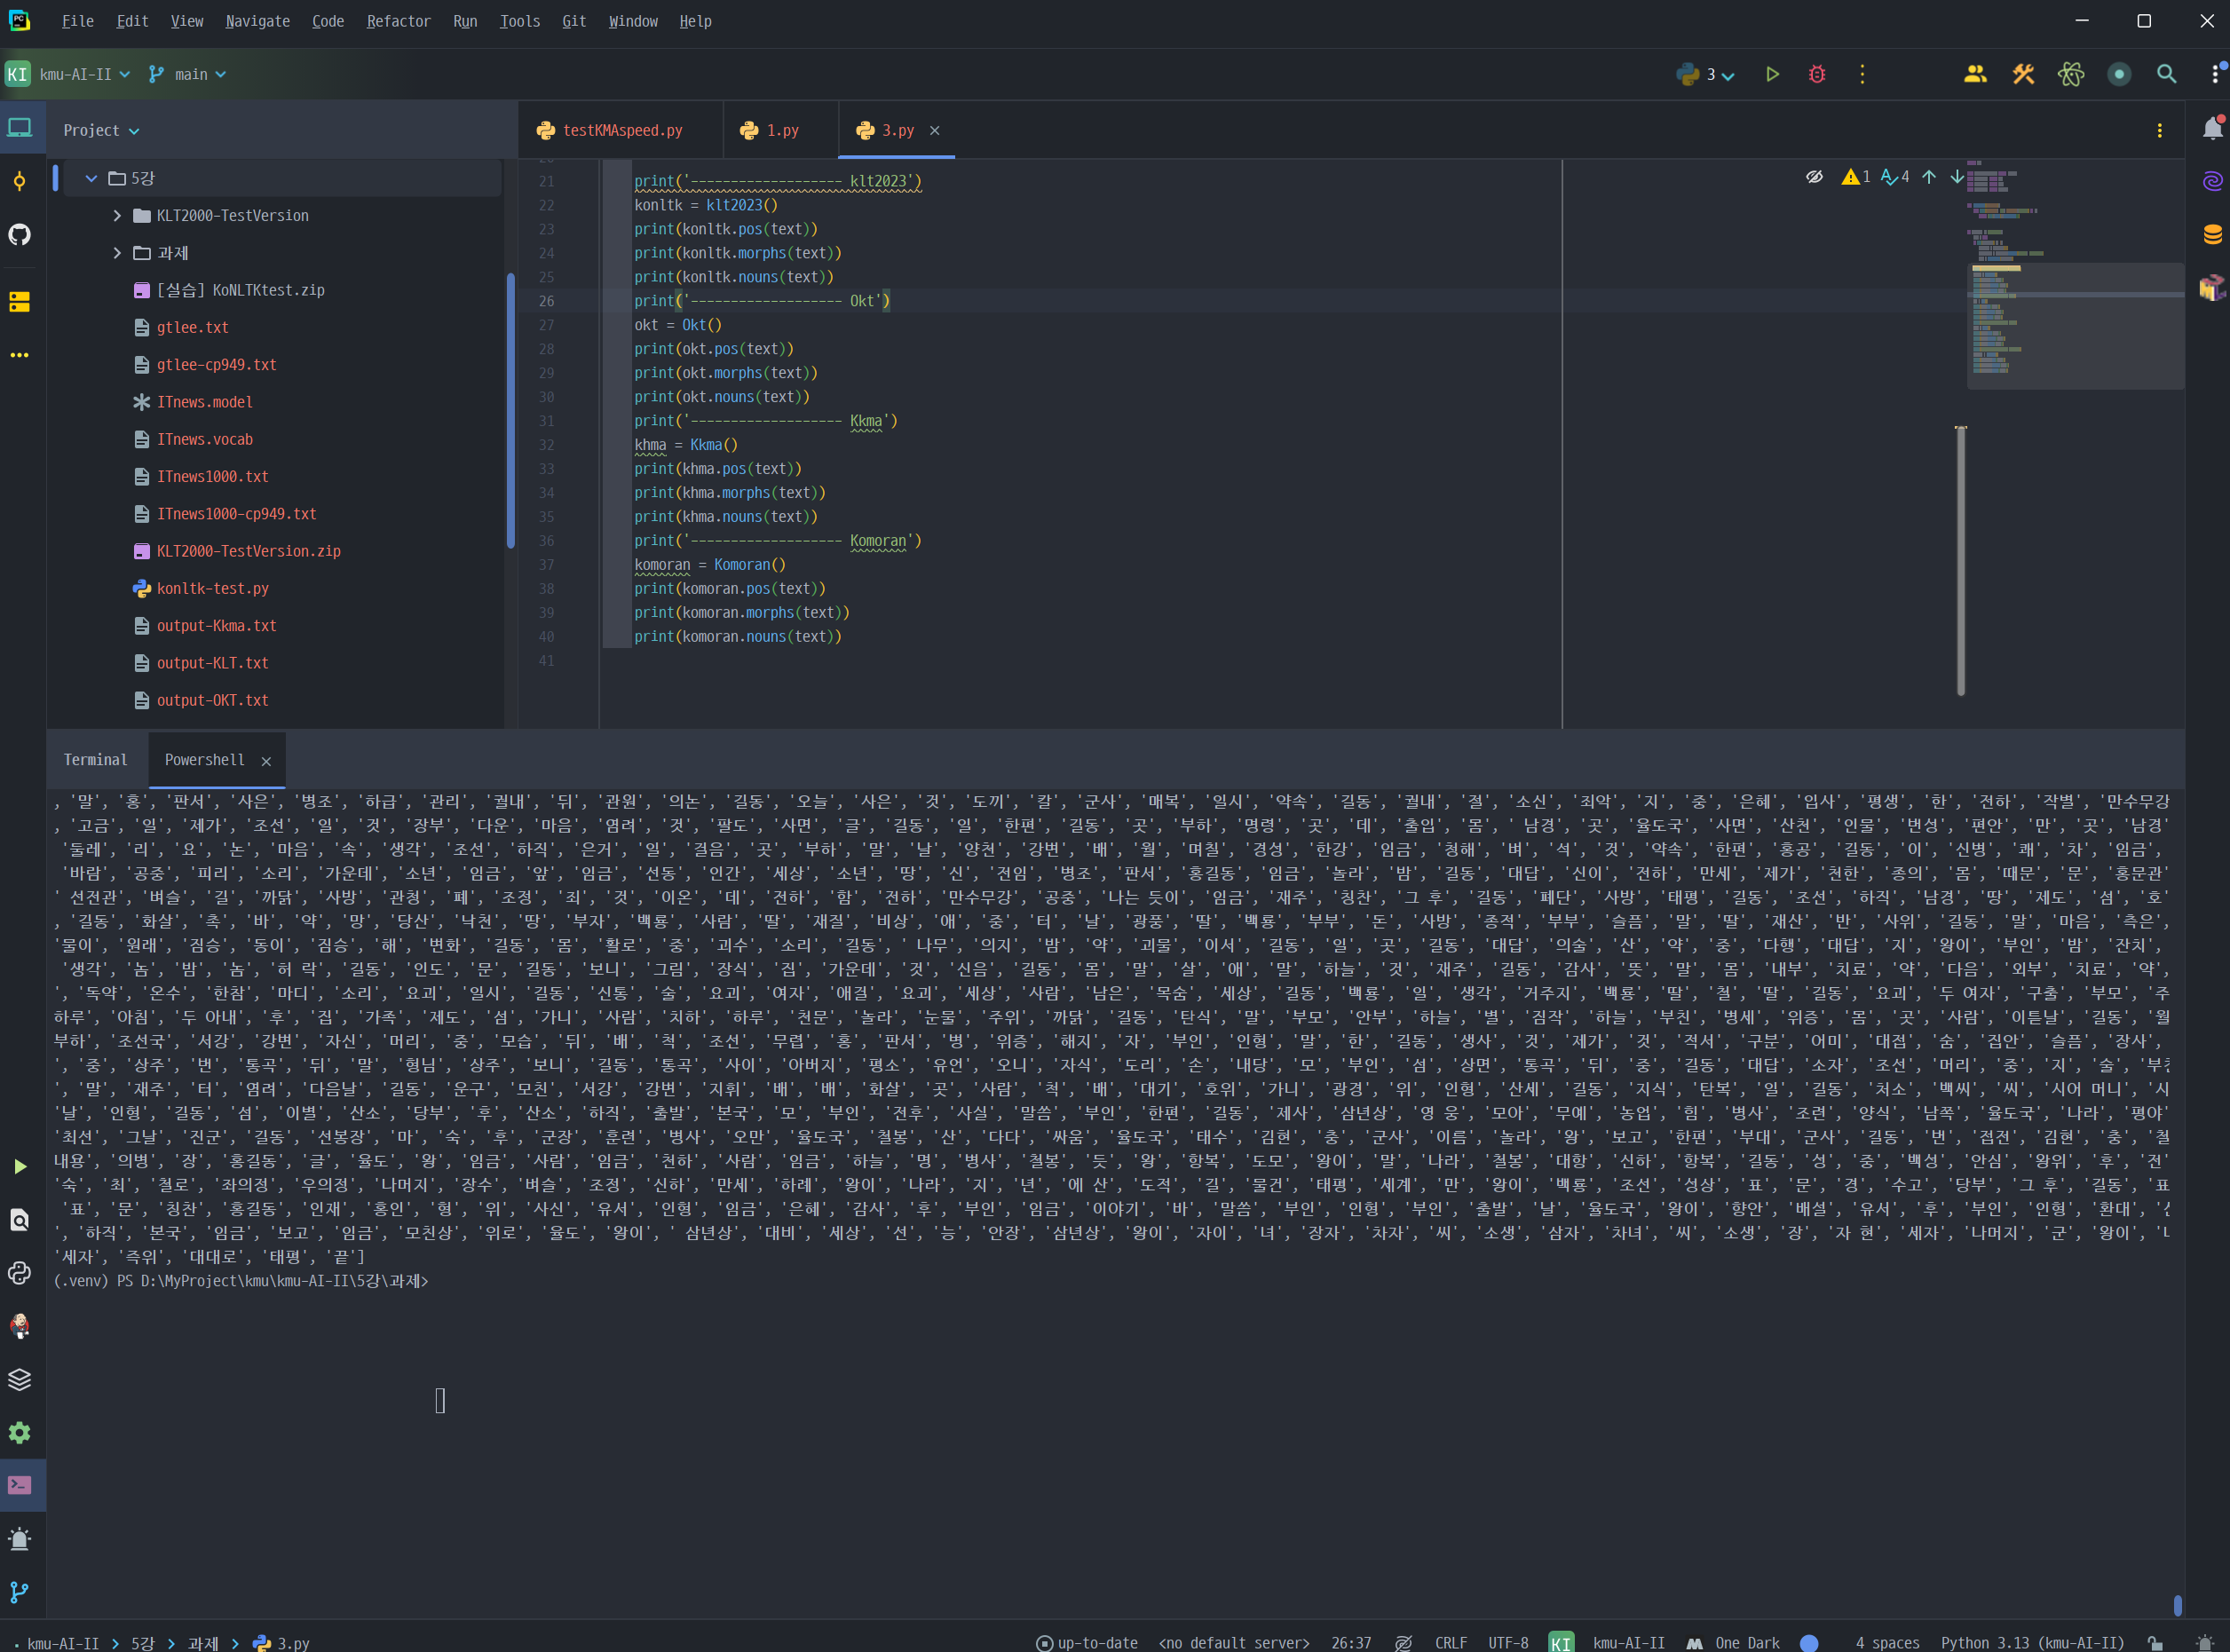 File Edit View Navigate Code Refactor Run Tools Git Window Help
KI kmu-AI-II main 3
Project
testKMAspeed.py 1.py 3.py
5강
KLT2000-TestVersion
과제
[실습] KoNLTKtest.zip
gtlee.txt
gtlee-cp949.txt
ITnews.model
ITnews.vocab
ITnews1000.txt
ITnews1000-cp949.txt
KLT2000-TestVersion.zip
konltk-test.py
output-Kkma.txt
output-KLT.txt
output-OKT.txt
1 4
21 print('------------------- klt2023')
22 konltk = klt2023()
23 print(konltk.pos(text))
24 print(konltk.morphs(text))
25 print(konltk.nouns(text))
26 print('------------------- Okt')
27 okt = Okt()
28 print(okt.pos(text))
29 print(okt.morphs(text))
30 print(okt.nouns(text))
31 print('------------------- Kkma')
32 khma = Kkma()
33 print(khma.pos(text))
34 print(khma.morphs(text))
35 print(khma.nouns(text))
36 print('------------------- Komoran')
37 komoran = Komoran()
38 print(komoran.pos(text))
39 print(komoran.morphs(text))
40 print(komoran.nouns(text))
41
Terminal Powershell
, '말', '홍', '판서', '사은', '병조', '하급', '관리', '궐내', '뒤', '관원', '의논', '길동', '오늘', '사은', '것', '도끼', '칼', '군사', '매복', '일시', '약속', '길동', '궐내', '절', '소신', '죄악', '지', '중', '은혜', '입사', '평생', '한', '전하', '작별', '만수무강
, '고금', '일', '제가', '조선', '일', '것', '장부', '다운', '마음', '염려', '것', '팔도', '사면', '글', '길동', '일', '한편', '길동', '곳', '부하', '명령', '곳', '데', '출입', '몸', ' 남경', '곳', '율도국', '사면', '산천', '인물', '번성', '편안', '만', '곳', '남경'
'둘레', '리', '요', '논', '마음', '속', '생각', '조선', '하직', '은거', '일', '걸음', '곳', '부하', '말', '날', '양천', '강변', '배', '월', '며칠', '경성', '한강', '임금', '청해', '벼', '석', '것', '약속', '한편', '홍공', '길동', '이', '신병', '쾌', '차', '임금',
'바람', '공중', '피리', '소리', '가운데', '소년', '임금', '앞', '임금', '선동', '인간', '세상', '소년', '땅', '신', '전임', '병조', '판서', '홍길동', '임금', '놀라', '밤', '길동', '대답', '신이', '전하', '만세', '제가', '천한', '종의', '몸', '때문', '문', '홍문관'
' 선전관', '벼슬', '길', '까닭', '사방', '관청', '폐', '조정', '죄', '것', '이온', '데', '전하', '함', '전하', '만수무강', '공중', '나는 듯이', '임금', '재주', '칭찬', '그 후', '길동', '폐단', '사방', '태평', '길동', '조선', '하직', '남경', '땅', '제도', '섬', '호'
, '길동', '화살', '촉', '바', '약', '망', '당산', '낙천', '땅', '부자', '백룡', '사람', '딸', '재질', '비상', '애', '중', '터', '날', '광풍', '딸', '백룡', '부부', '돈', '사방', '종적', '부부', '슬픔', '말', '딸', '재산', '반', '사위', '길동', '말', '마음', '측은',
'물이', '원래', '짐승', '동이', '짐승', '해', '변화', '길동', '몸', '활로', '중', '괴수', '소리', '길동', ' 나무', '의지', '밤', '약', '괴물', '이서', '길동', '일', '곳', '길동', '대답', '의술', '산', '약', '중', '다행', '대답', '지', '왕이', '부인', '밤', '잔치',
'생각', '놈', '밤', '놈', '허 락', '길동', '인도', '문', '길동', '보니', '그림', '장식', '집', '가운데', '것', '신음', '길동', '몸', '말', '살', '애', '말', '하늘', '것', '재주', '길동', '감사', '뜻', '말', '몸', '내부', '치료', '약', '다음', '외부', '치료', '약',
', '독약', '온수', '한참', '마디', '소리', '요괴', '일시', '길동', '신통', '술', '요괴', '여자', '애걸', '요괴', '세상', '사람', '남은', '목숨', '세상', '길동', '백룡', '일', '생각', '거주지', '백룡', '딸', '철', '딸', '길동', '요괴', '두 여자', '구출', '부모', '주
하루', '아침', '두 아내', '후', '집', '가족', '제도', '섬', '가니', '사람', '치하', '하루', '천문', '놀라', '눈물', '주위', '까닭', '길동', '탄식', '말', '부모', '안부', '하늘', '별', '짐작', '하늘', '부친', '병세', '위증', '몸', '곳', '사람', '이튿날', '길동', '월
부하', '조선국', '서강', '강변', '자신', '머리', '중', '모습', '뒤', '배', '척', '조선', '무렵', '홍', '판서', '병', '위증', '해지', '자', '부인', '인형', '말', '한', '길동', '생사', '것', '제가', '것', '적서', '구분', '어미', '대접', '숨', '집안', '슬픔', '장사',
', '중', '상주', '변', '통곡', '뒤', '말', '형님', '상주', '보니', '길동', '통곡', '사이', '아버지', '평소', '유언', '오니', '자식', '도리', '손', '내당', '모', '부인', '섬', '상면', '통곡', '뒤', '중', '길동', '대답', '소자', '조선', '머리', '중', '지', '술', '부친
, '말', '재주', '터', '염려', '다음날', '길동', '운구', '모친', '서강', '강변', '지휘', '배', '배', '화살', '곳', '사람', '척', '배', '대기', '호위', '가니', '광경', '위', '인형', '산세', '길동', '지식', '탄복', '일', '길동', '처소', '백씨', '씨', '시어 머니', '시
'날', '인형', '길동', '섬', '이별', '산소', '당부', '후', '산소', '하직', '출발', '본국', '모', '부인', '전후', '사실', '말씀', '부인', '한편', '길동', '제사', '삼년상', '영 웅', '모아', '무예', '농업', '힘', '병사', '조련', '양식', '남쪽', '율도국', '나라', '평야'
'최선', '그날', '진군', '길동', '선봉장', '마', '숙', '후', '군장', '훈련', '병사', '오만', '율도국', '철봉', '산', '다다', '싸움', '율도국', '태수', '김현', '충', '군사', '이름', '놀라', '왕', '보고', '한편', '부대', '군사', '길동', '번', '접전', '김현', '충', '철
내용', '의병', '장', '홍길동', '글', '율도', '왕', '임금', '사람', '임금', '천하', '사람', '임금', '하늘', '명', '병사', '철봉', '듯', '왕', '항복', '도모', '왕이', '말', '나라', '철봉', '대항', '신하', '항복', '길동', '성', '중', '백성', '안심', '왕위', '후', '전'
'숙', '최', '철로', '좌의정', '우의정', '나머지', '장수', '벼슬', '조정', '신하', '만세', '하례', '왕이', '나라', '지', '년', '에 산', '도적', '길', '물건', '태평', '세계', '만', '왕이', '백룡', '조선', '성상', '표', '문', '경', '수고', '당부', '그 후', '길동', '표
'표', '문', '칭찬', '홍길동', '인재', '홍인', '형', '위', '사신', '유서', '인형', '임금', '은혜', '감사', '후', '부인', '임금', '이야기', '바', '말씀', '부인', '인형', '부인', '출발', '날', '율도국', '왕이', '향안', '배설', '유서', '후', '부인', '인형', '환대',
, '하직', '본국', '임금', '보고', '임금', '모친상', '위로', '율도', '왕이', ' 삼년상', '대비', '세상', '선', '능', '안장', '삼년상', '왕이', '자이', '녀', '장자', '차자', '씨', '소생', '삼자', '차녀', '씨', '소생', '장', '자 현', '세자', '나머지', '군', '왕이',
'세자', '즉위', '대대로', '태평', '끝']
(.venv) PS D:\MyProject\kmu\kmu-AI-II\5강\과제>
kmu-AI-II > 5강 > 과제 > 3.py up-to-date <no default server> 26:37 CRLF UTF-8 KI kmu-AI-II One Dark 4 spaces Python 3.13 (kmu-AI-II)